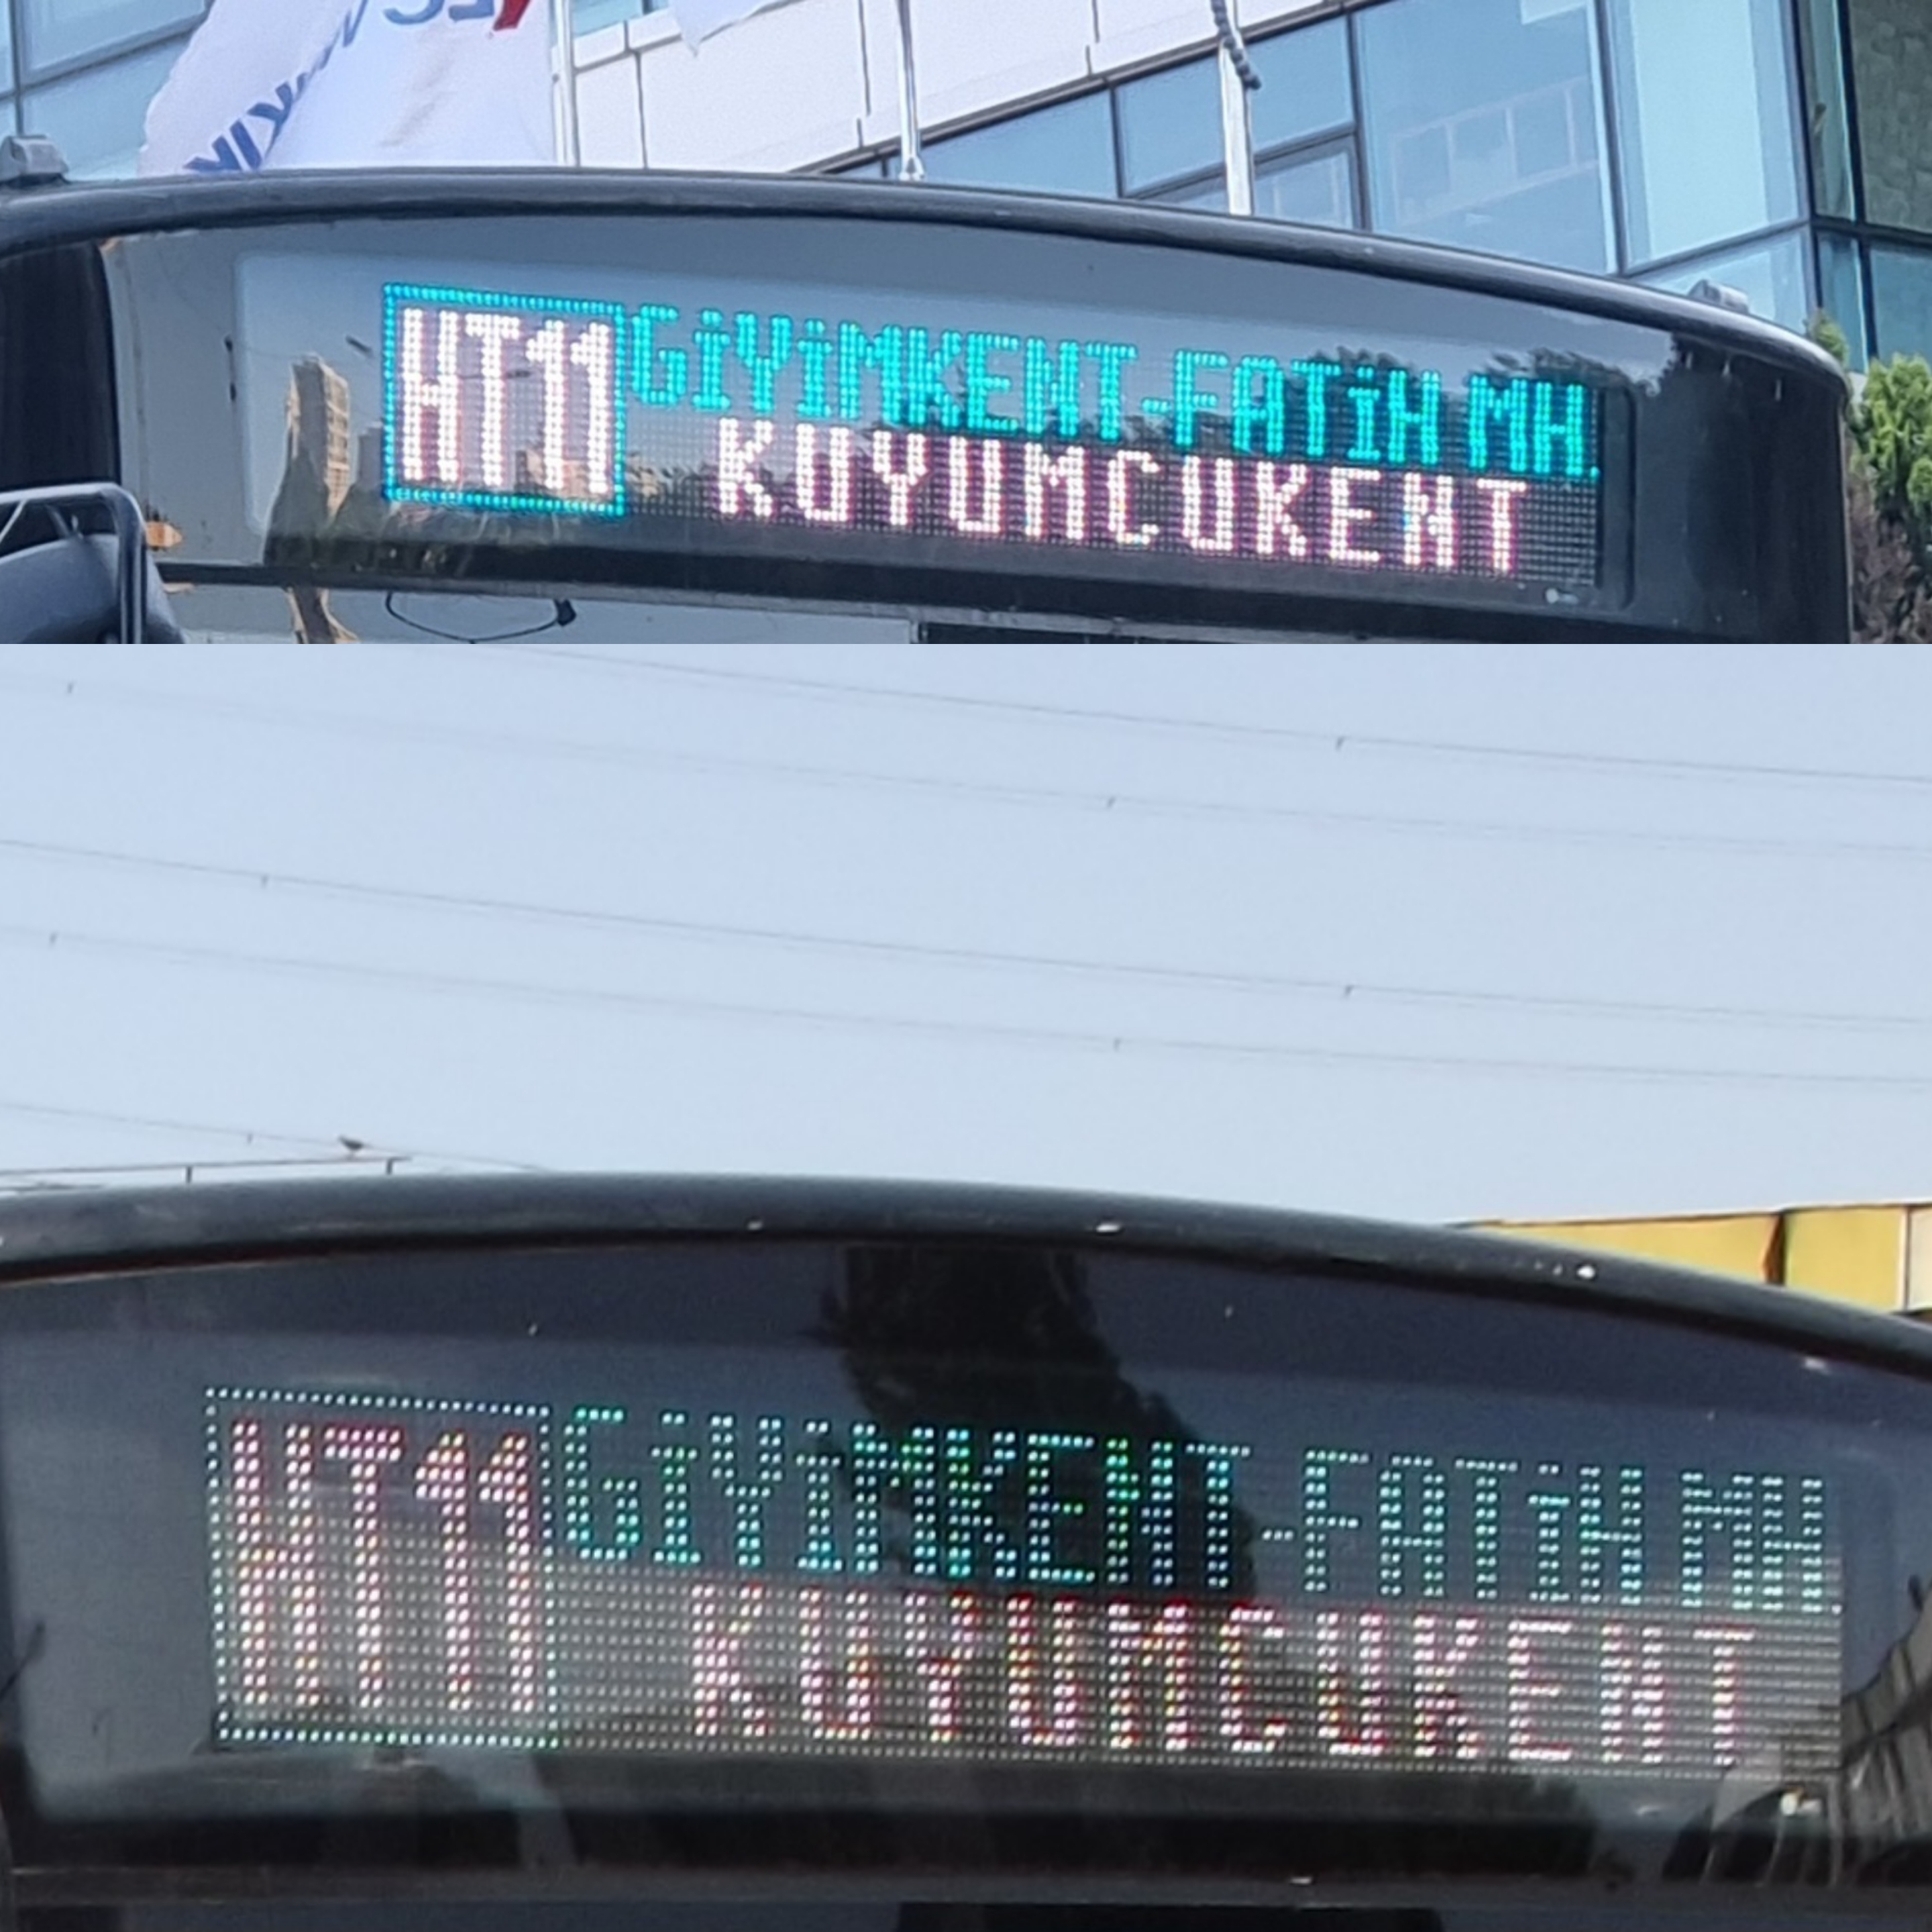 HT11 GİYİMKENT-FATİH MH.
KUYUMCUKENT
HT11 GİYİMKENT-FATİH MH.
KUYUMCUKENT